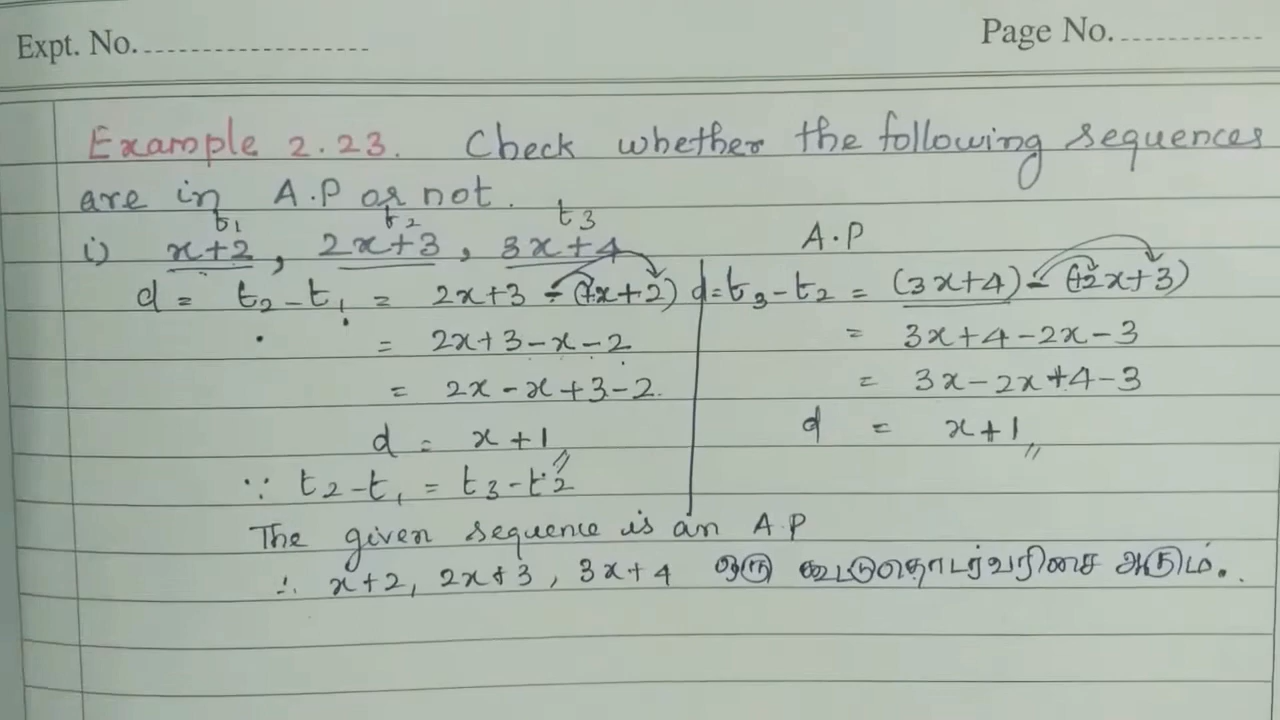 Expt. No.
Page No.
Example 2.23. Check whether the following sequences
are in A.P or not.
t₁ t₂ t₃
i) x+2, 2x+3, 3x+4 A.P
d = t₂-t₁ = 2x+3 - (+x+2)
= 2x+3-x-2
= 2x-x+3-2
d = x+1
d=t₃-t₂ = (3x+4) - (+2x+3)
= 3x+4-2x-3
= 3x-2x+4-3
d = x+1
∵ t₂-t₁ = t₃-t₂
The given sequence is an A.P
∴ x+2, 2x+3, 3x+4 ஒரு கூட்டுதொடர்வரிசை ஆகும்.